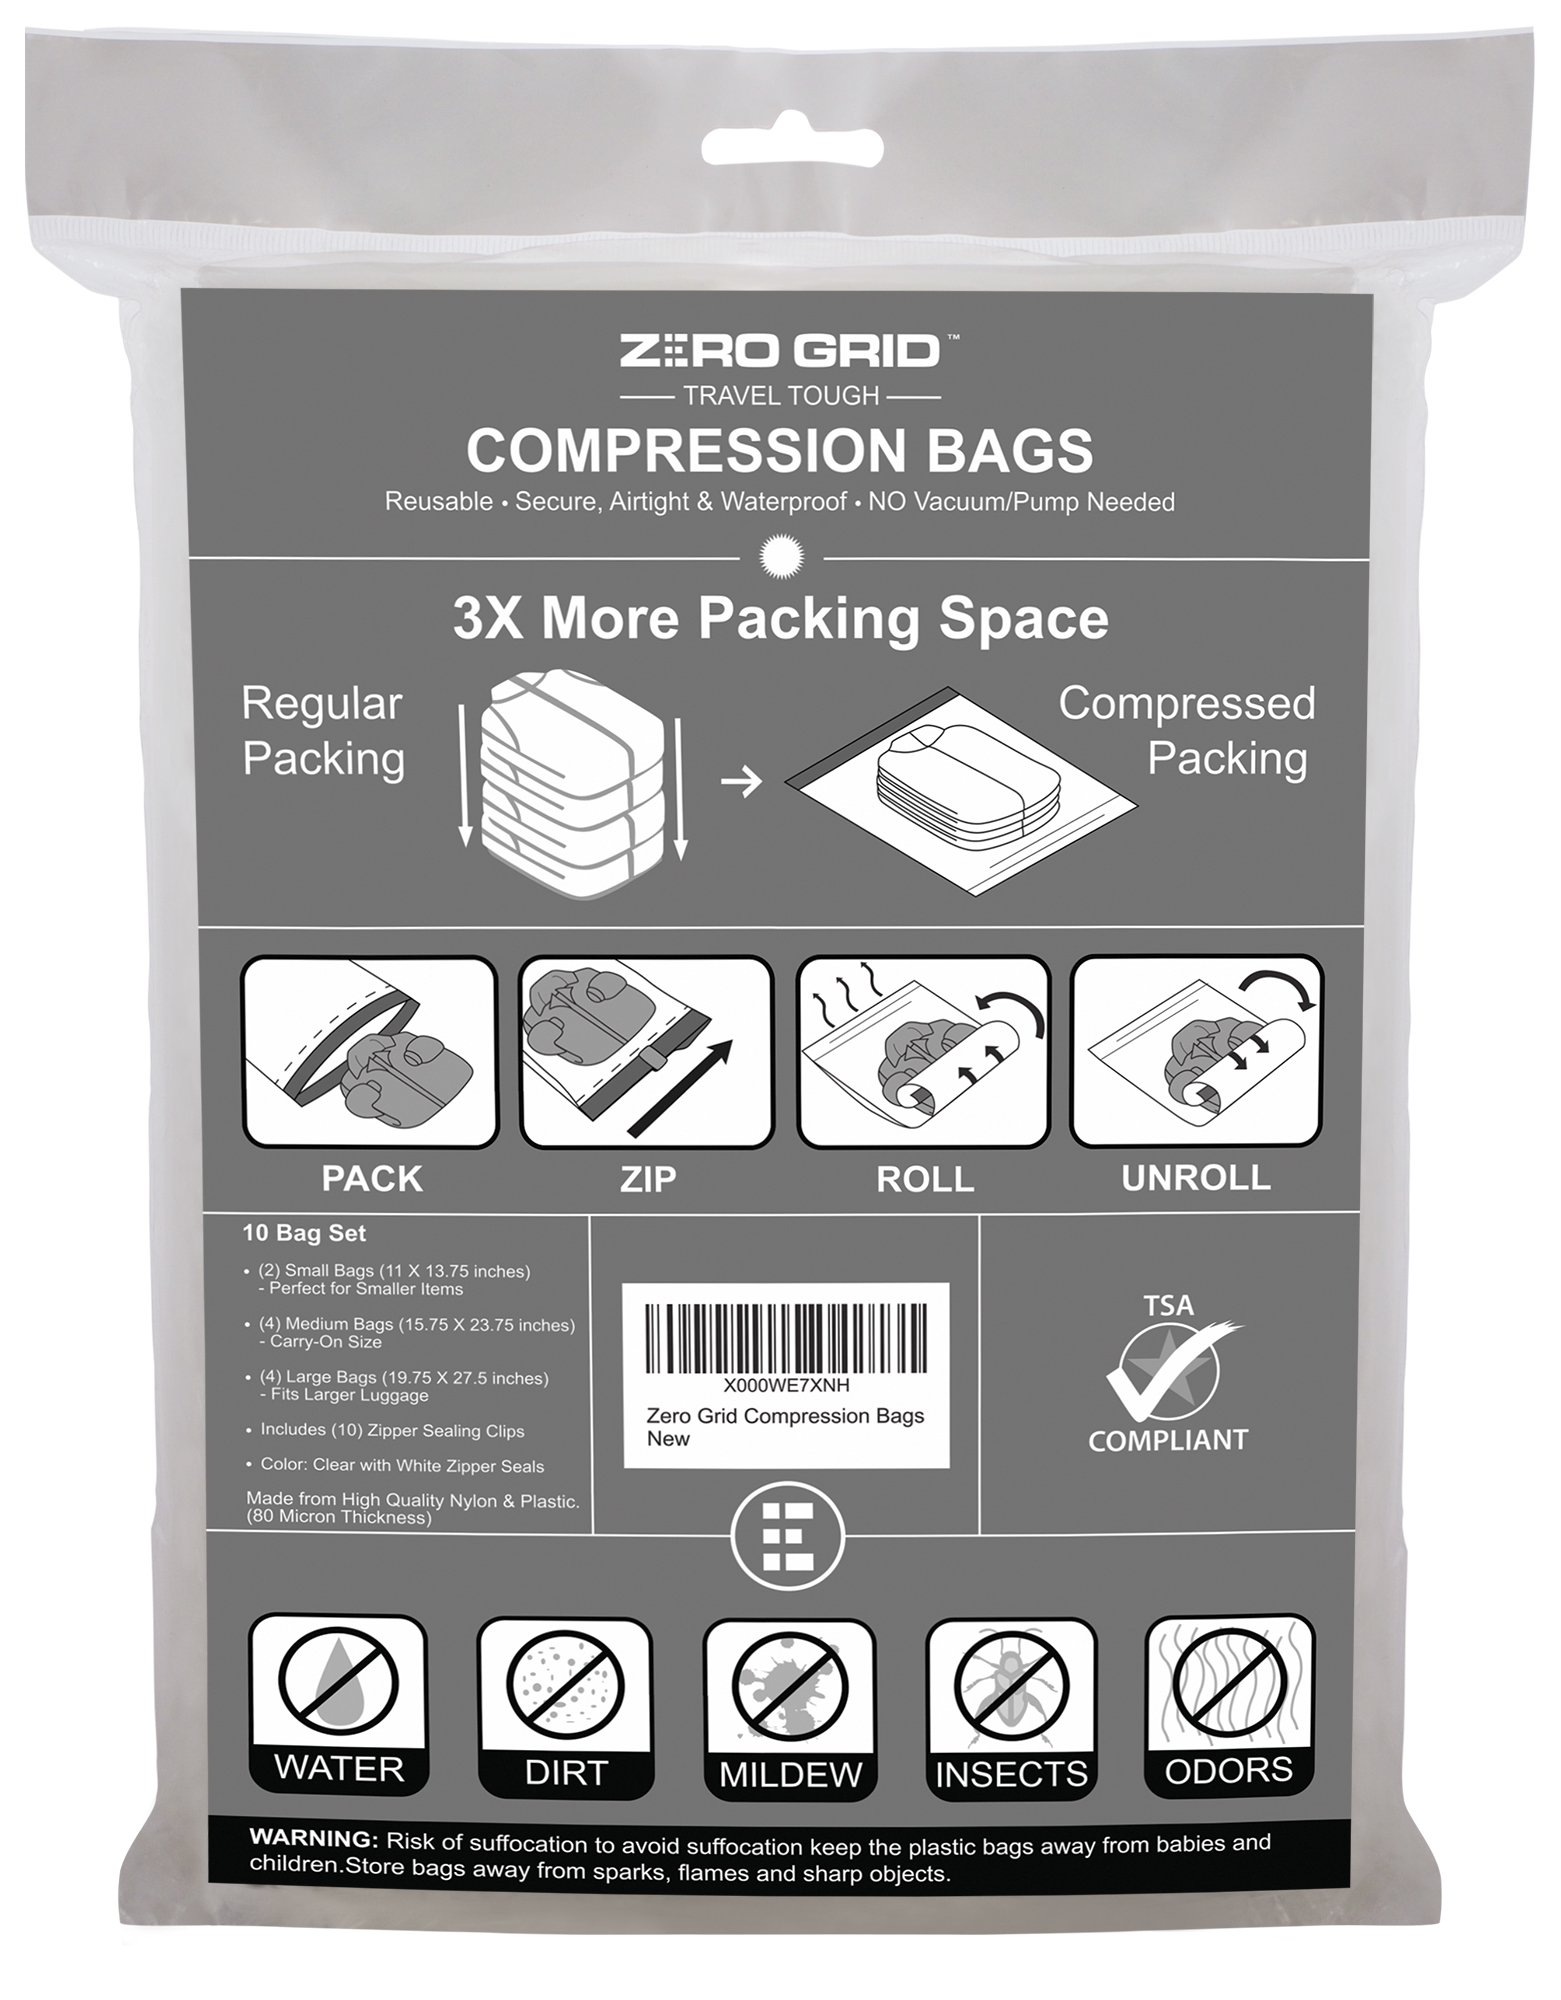 ZERO GRID™
TRAVEL TOUGH
COMPRESSION BAGS
Reusable • Secure, Airtight & Waterproof • NO Vacuum/Pump Needed
3X More Packing Space
Regular
Packing
Compressed
Packing
PACK
ZIP
ROLL
UNROLL
10 Bag Set
• (2) Small Bags (11 X 13.75 inches)
- Perfect for Smaller Items
• (4) Medium Bags (15.75 X 23.75 inches)
- Carry-On Size
• (4) Large Bags (19.75 X 27.5 inches)
- Fits Larger Luggage
• Includes (10) Zipper Sealing Clips
• Color: Clear with White Zipper Seals
Made from High Quality Nylon & Plastic.
(80 Micron Thickness)
X000WE7XNH
Zero Grid Compression Bags
New
TSA
COMPLIANT
WATER
DIRT
MILDEW
INSECTS
ODORS
WARNING: Risk of suffocation to avoid suffocation keep the plastic bags away from babies and
children.Store bags away from sparks, flames and sharp objects.